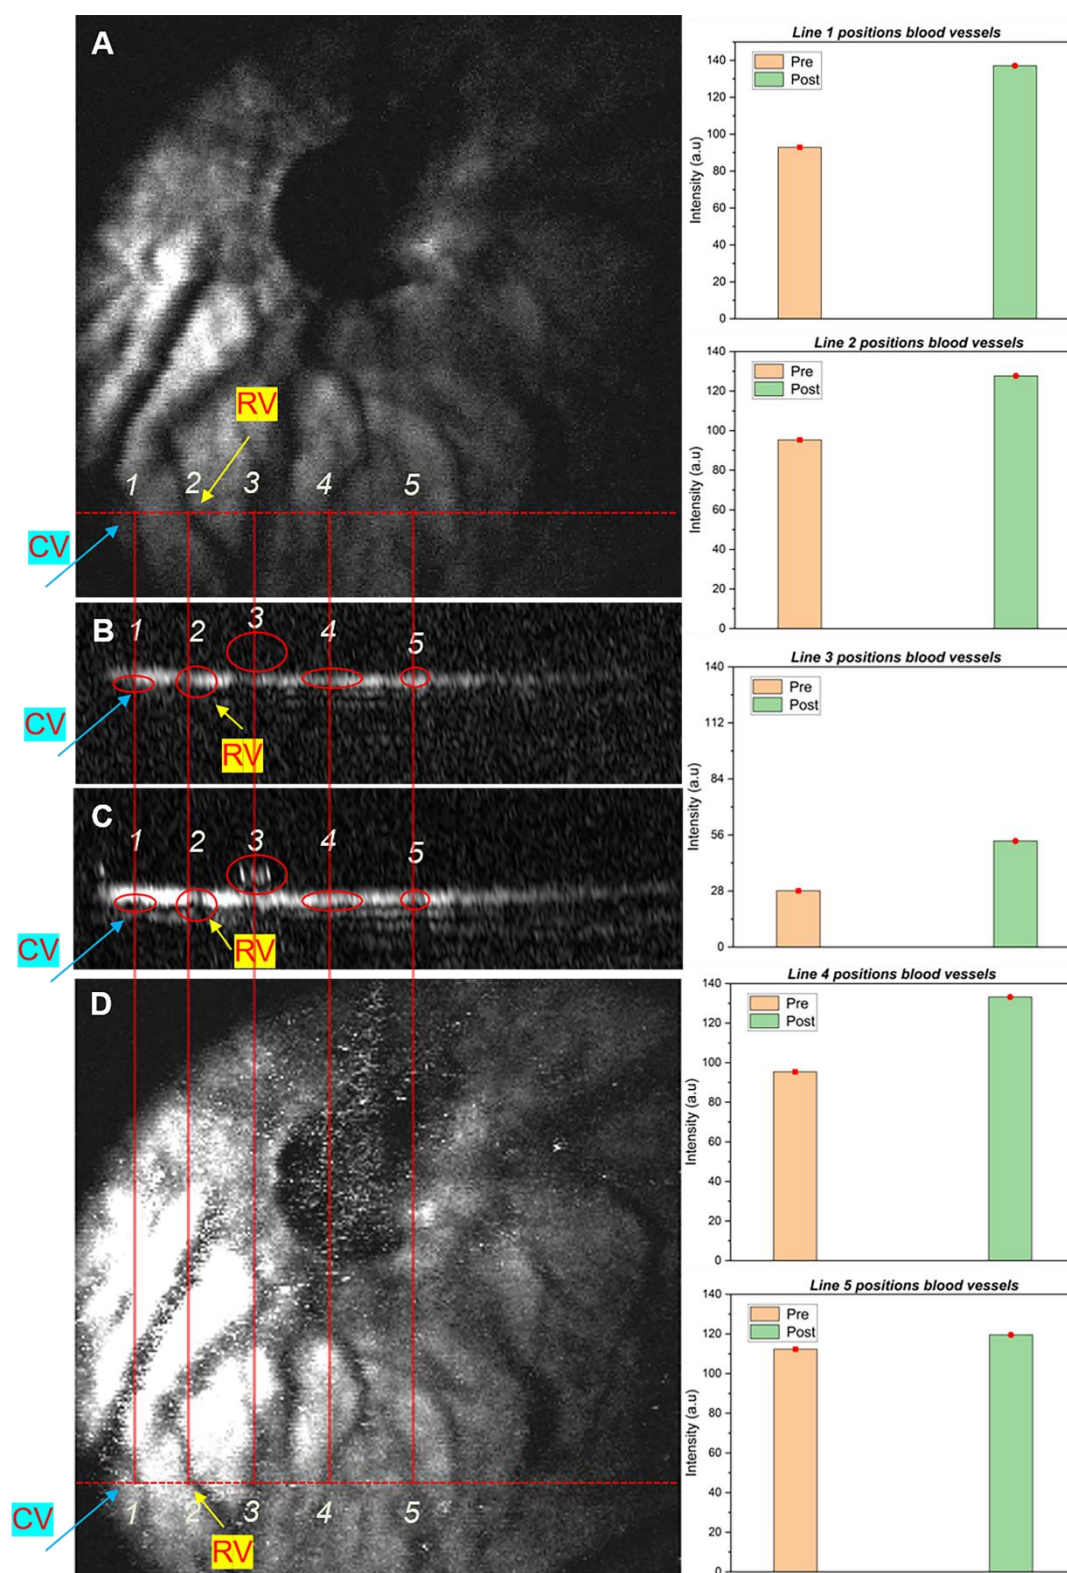 A
RV
1 2 3 4 5
CV
B
1 2 3 4 5
CV
RV
C
1 2 3 4 5
CV
RV
D
CV
1 2 3 4 5
RV
Line 1 positions blood vessels
Pre
Post
Intensity (a.u)
140
120
100
80
60
40
20
0
Line 2 positions blood vessels
Pre
Post
Intensity (a.u)
140
120
100
80
60
40
20
0
Line 3 positions blood vessels
Pre
Post
Intensity (a.u)
140
112
84
56
28
0
Line 4 positions blood vessels
Pre
Post
Intensity (a.u)
140
120
100
80
60
40
20
0
Line 5 positions blood vessels
Pre
Post
Intensity (a.u)
140
120
100
80
60
40
20
0